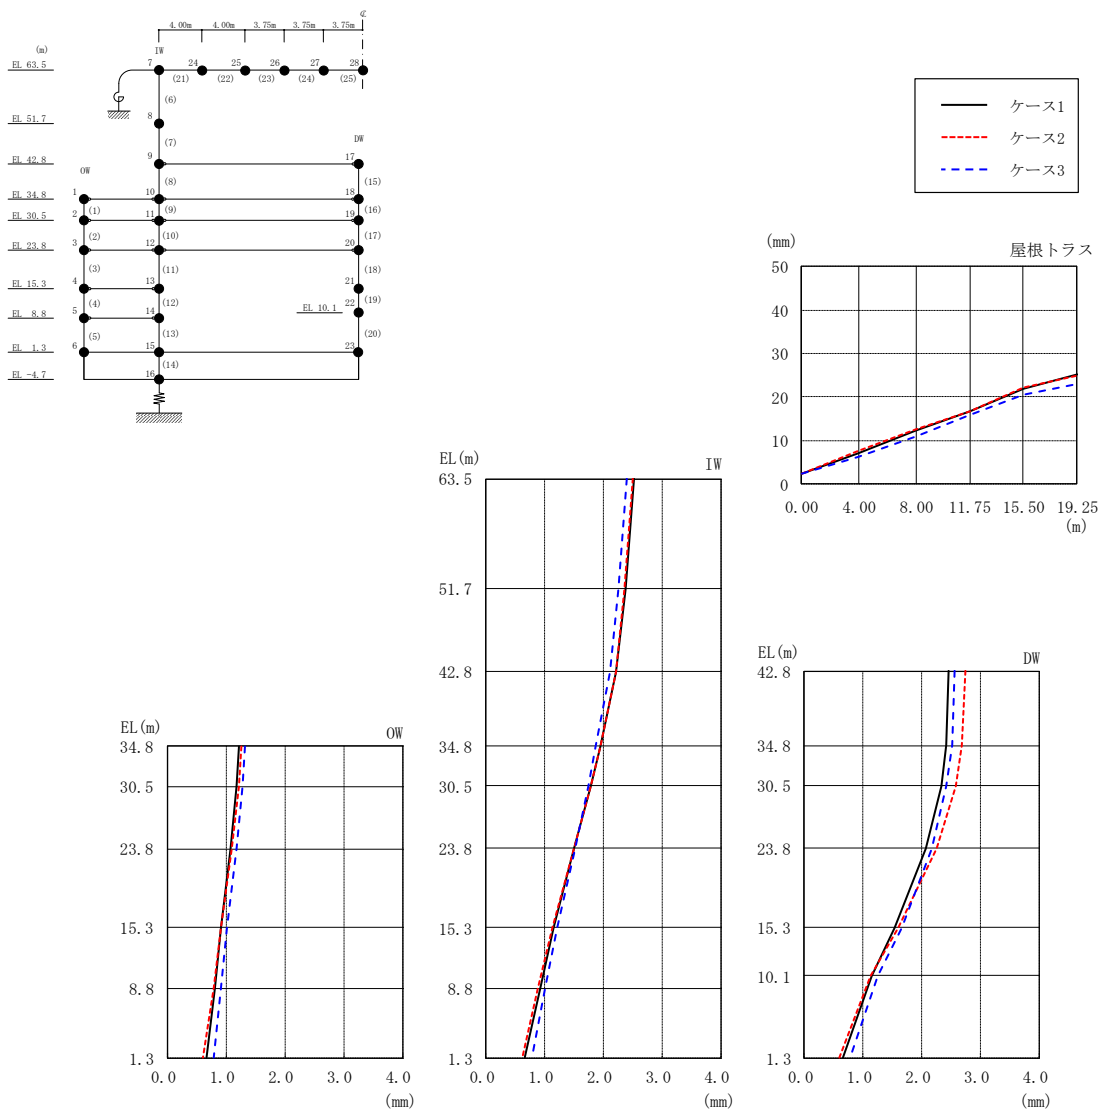 ℄
4.00m 4.00m 3.75m 3.75m 3.75m
(m) IW
EL 63.5 7 24 25 26 27 28
(21) (22) (23) (24) (25)
(6)
EL 51.7 8
(7) DW
EL 42.8 9 17
OW (8) (15)
EL 34.8 1 10 18
(1) (9) (16)
EL 30.5 2 11 19
(2) (10) (17)
EL 23.8 3 12 20
(3) (11) (18)
EL 15.3 4 13 21
(4) (12) EL 10.1 22 (19)
EL 8.8 5 14
(5) (13) (20)
EL 1.3 6 15 23
(14)
EL -4.7 16
ケース1
ケース2
ケース3
(mm) 屋根トラス
50
40
30
20
10
0
0.00 4.00 8.00 11.75 15.50 19.25
(m)
EL(m) IW
63.5
51.7
42.8
34.8
30.5
23.8
15.3
8.8
1.3
0.0 1.0 2.0 3.0 4.0
(mm)
EL(m) OW
34.8
30.5
23.8
15.3
8.8
1.3
0.0 1.0 2.0 3.0 4.0
(mm)
EL(m) DW
42.8
34.8
30.5
23.8
15.3
10.1
1.3
0.0 1.0 2.0 3.0 4.0
(mm)